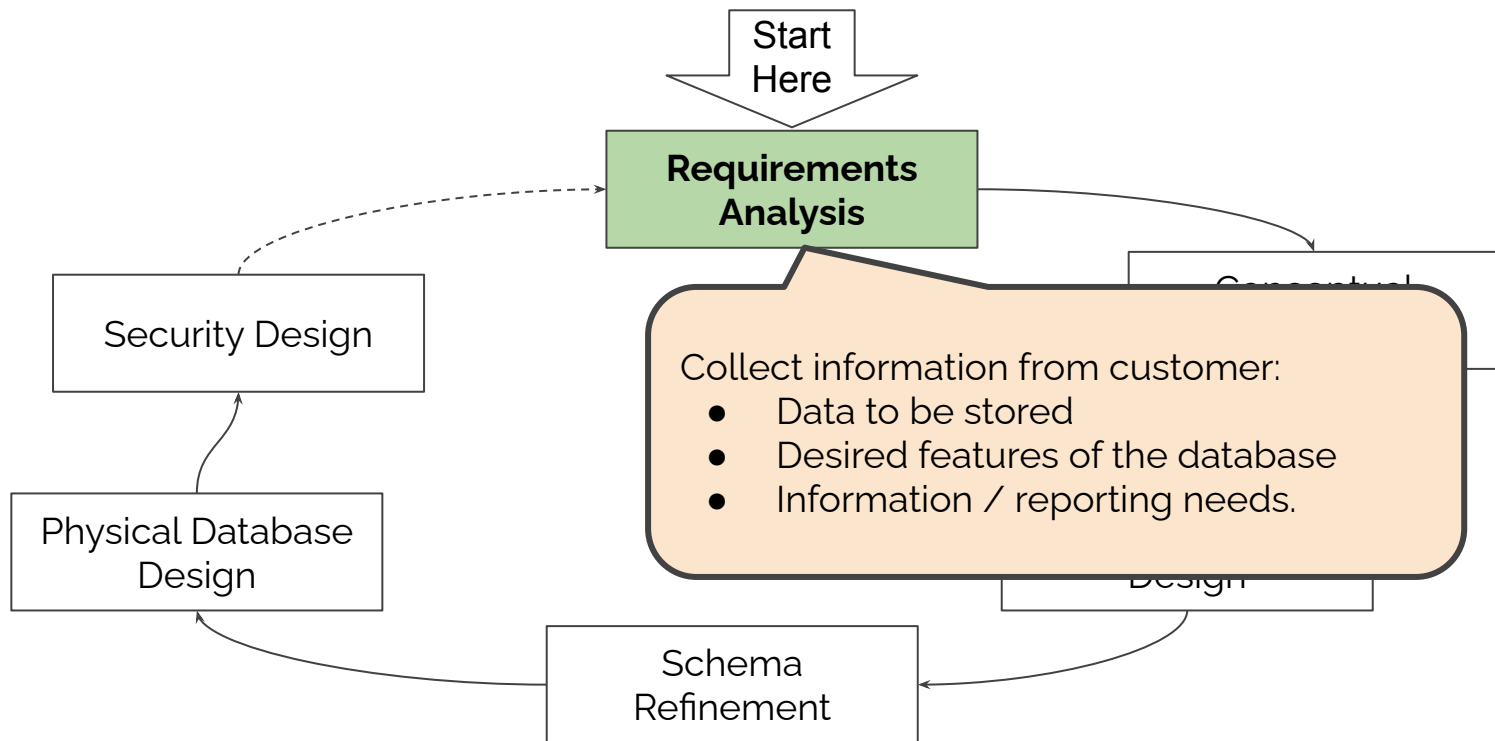 Start
Here
Requirements
Analysis
Conceptual
Security Design
Collect information from customer:
● Data to be stored
● Desired features of the database
● Information / reporting needs.
Physical Database
Design
Design
Schema
Refinement